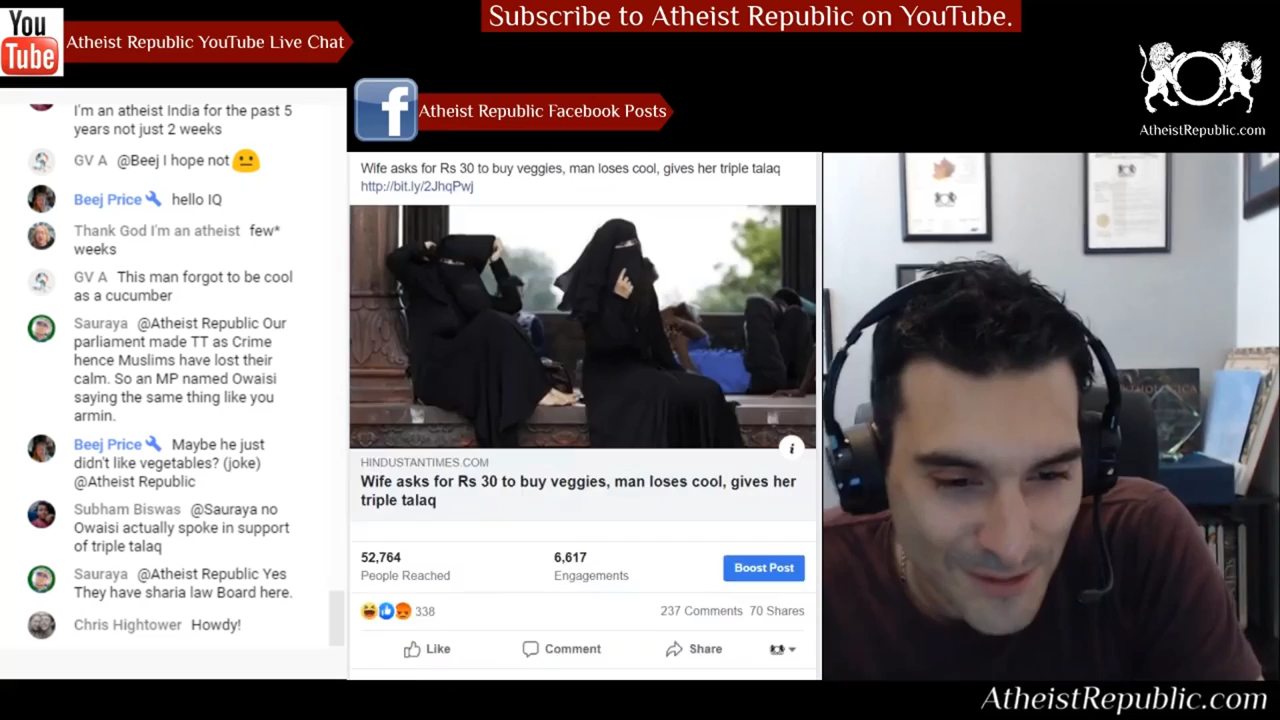 Subscribe to Atheist Republic on YouTube.
You
Tube
Atheist Republic YouTube Live Chat
AtheistRepublic.com
f
Atheist Republic Facebook Posts
I'm an atheist India for the past 5
years not just 2 weeks
GV A @Beej I hope not
Beej Price hello IQ
Thank God I'm an atheist few*
weeks
GV A This man forgot to be cool
as a cucumber
Sauraya @Atheist Republic Our
parliament made TT as Crime
hence Muslims have lost their
calm. So an MP named Owaisi
saying the same thing like you
armin.
Beej Price Maybe he just
didn't like vegetables? (joke)
@Atheist Republic
Subham Biswas @Sauraya no
Owaisi actually spoke in support
of triple talaq
Sauraya @Atheist Republic Yes
They have sharia law Board here.
Chris Hightower Howdy!
Wife asks for Rs 30 to buy veggies, man loses cool, gives her triple talaq
http://bit.ly/2JhqPwj
i
HINDUSTANTIMES.COM
Wife asks for Rs 30 to buy veggies, man loses cool, gives her
triple talaq
52,764
People Reached
6,617
Engagements
Boost Post
338
237 Comments 70 Shares
Like
Comment
Share
AtheistRepublic.com